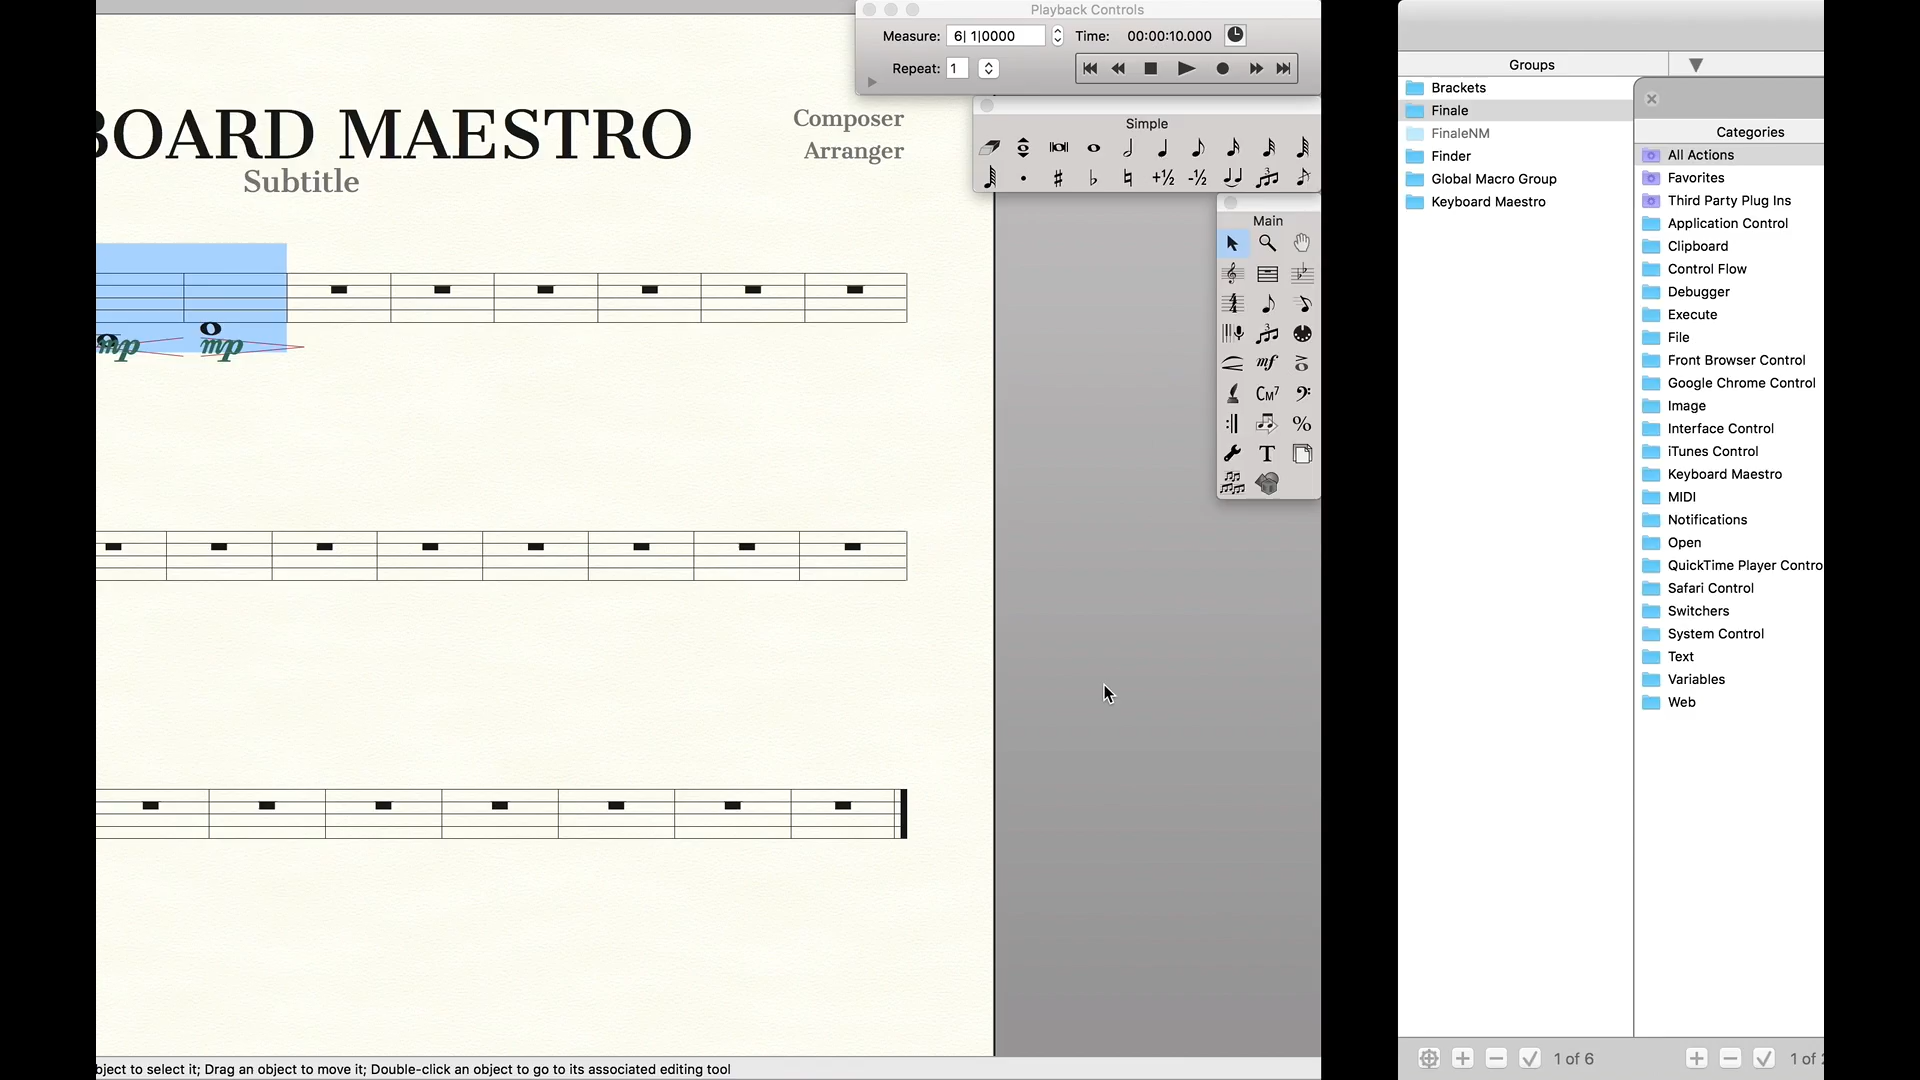 Playback Controls
Measure: 6| 1|0000 Time: 00:00:10.000
Repeat: 1
Simple
+½ -½
Main
mf
CM7
%
T
BOARD MAESTRO
Subtitle
Composer
Arranger
mp mp
bject to select it; Drag an object to move it; Double-click an object to go to its associated editing tool
Groups
Brackets
Finale
FinaleNM
Finder
Global Macro Group
Keyboard Maestro
1 of 6
Categories
All Actions
Favorites
Third Party Plug Ins
Application Control
Clipboard
Control Flow
Debugger
Execute
File
Front Browser Control
Google Chrome Control
Image
Interface Control
iTunes Control
Keyboard Maestro
MIDI
Notifications
Open
QuickTime Player Contro
Safari Control
Switchers
System Control
Text
Variables
Web
1 of